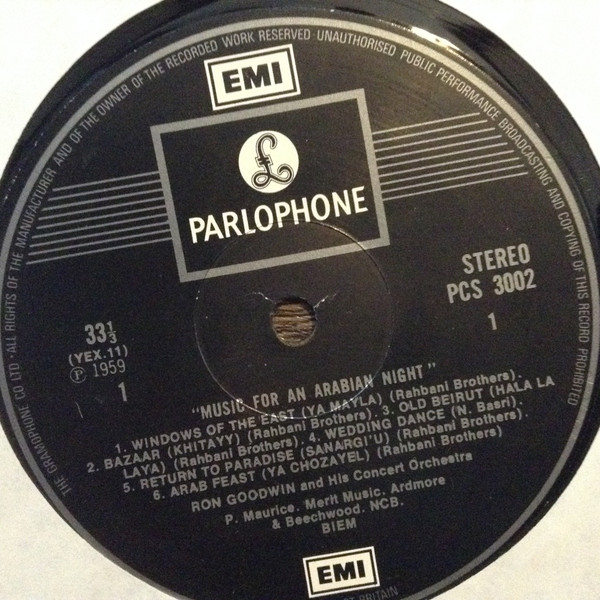 THE GRAMOPHONE CO LTD · ALL RIGHTS OF THE MANUFACTURER AND OF THE OWNER OF THE RECORDED WORK RESERVED · UNAUTHORISED PUBLIC PERFORMANCE BROADCASTING AND COPYING OF THIS RECORD PROHIBITED
EMI
£
PARLOPHONE
STEREO
PCS 3002
1
33⅓
(YEX.11)
Ⓟ 1959
1
"MUSIC FOR AN ARABIAN NIGHT"
1. WINDOWS OF THE EAST (YA MAYLA) (Rahbani Brothers).
2. BAZAAR (KHITAYY) (Rahbani Brothers). 3. OLD BEIRUT (HALA LA
LAYA) (Rahbani Brothers). 4. WEDDING DANCE (N. Basri).
5. RETURN TO PARADISE (SANARGI'U) (Rahbani Brothers).
6. ARAB FEAST (YA CHOZAYEL) (Rahbani Brothers)
RON GOODWIN and His Concert Orchestra
P. Maurice. Merit Music. Ardmore
& Beechwood. NCB.
BIEM
EMI
BRITAIN